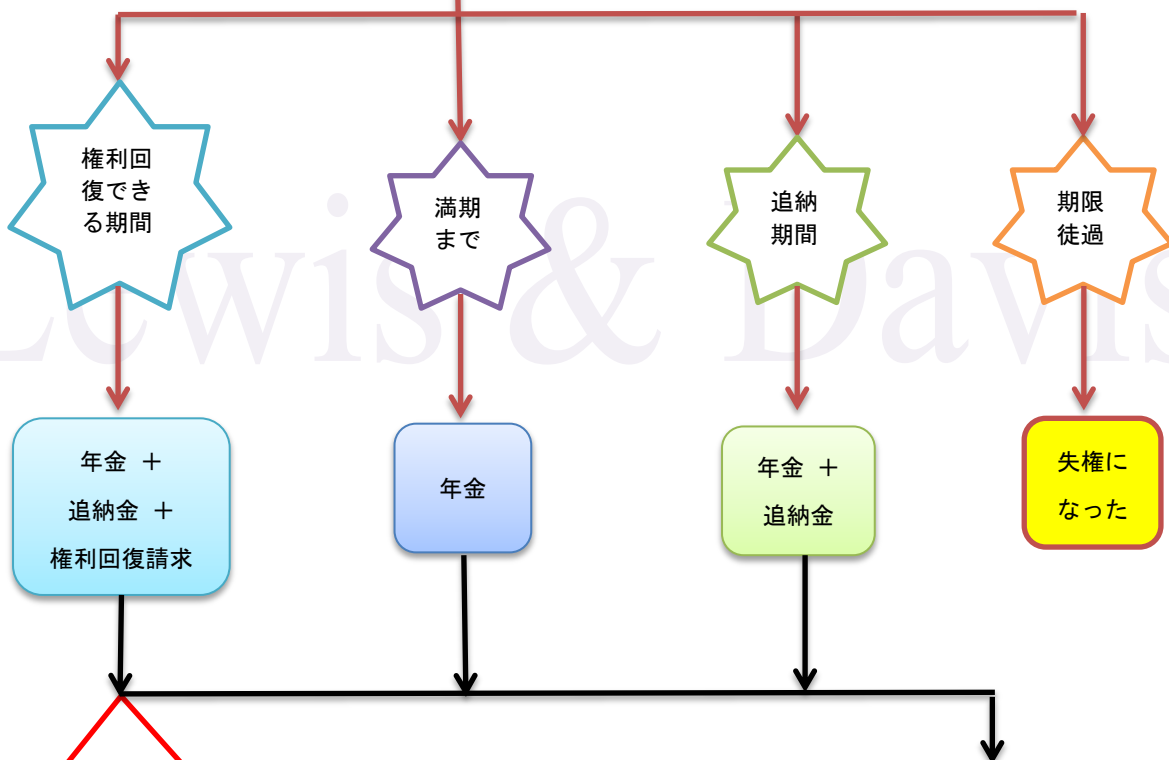 権利回
復でき
る期間
満期
まで
追納
期間
期限
徒過
Lewis & Davis
年金 ＋
追納金 ＋
権利回復請求
年金
年金 ＋
追納金
失権に
なった